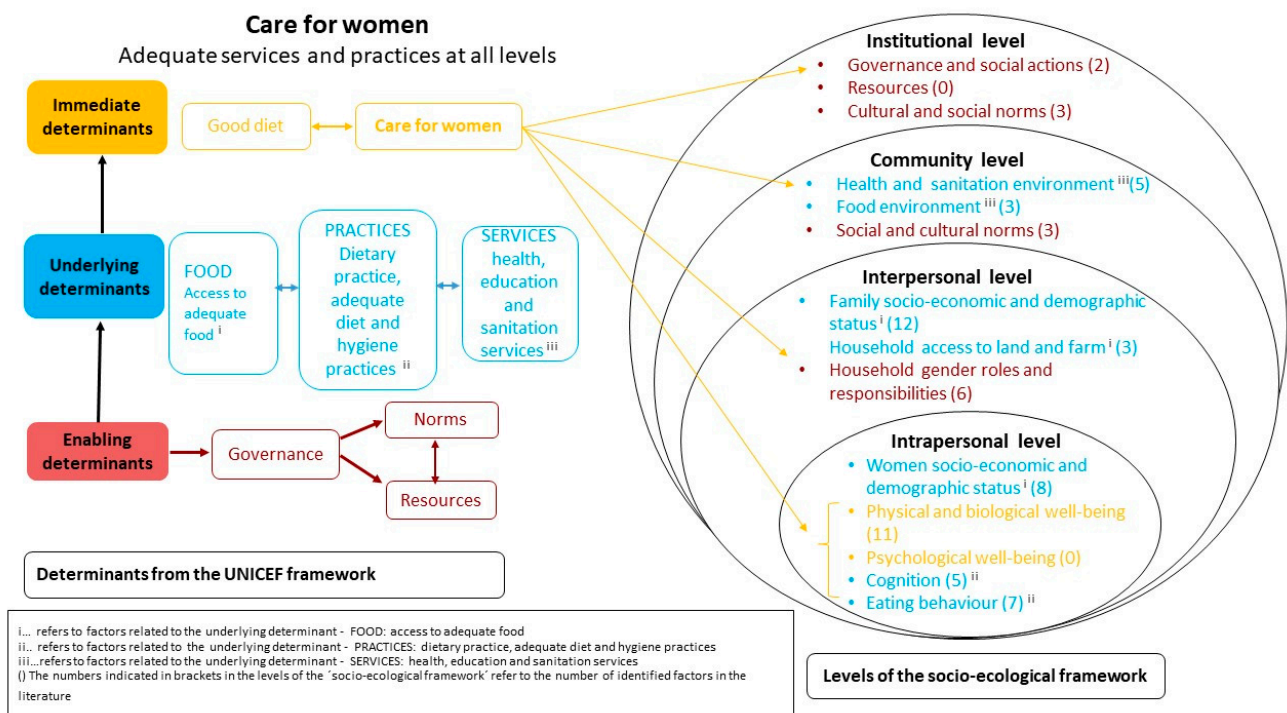 Care for women
Adequate services and practices at all levels
Immediate
determinants
Good diet
Care for women
Underlying
determinants
FOOD
Access to
adequate
food i
PRACTICES
Dietary
practice,
adequate
diet and
hygiene
practices ii
SERVICES
health,
education
and
sanitation
services iii
Enabling
determinants
Governance
Norms
Resources
Determinants from the UNICEF framework
i... refers to factors related to the underlying determinant - FOOD: access to adequate food
ii.. refers to factors related to the underlying determinant - PRACTICES: dietary practice, adequate diet and hygiene practices
iii...refers to factors related to the underlying determinant - SERVICES: health, education and sanitation services
() The numbers indicated in brackets in the levels of the ´socio-ecological framework´ refer to the number of identified factors in the
literature
Institutional level
• Governance and social actions (2)
• Resources (0)
• Cultural and social norms (3)
Community level
• Health and sanitation environment iii(5)
• Food environment iii (3)
• Social and cultural norms (3)
Interpersonal level
• Family socio-economic and demographic
status i (12)
Household access to land and farm i (3)
• Household gender roles and
responsibilities (6)
Intrapersonal level
• Women socio-economic and
demographic status i (8)
• Physical and biological well-being
(11)
• Psychological well-being (0)
• Cognition (5) ii
• Eating behaviour (7) ii
Levels of the socio-ecological framework